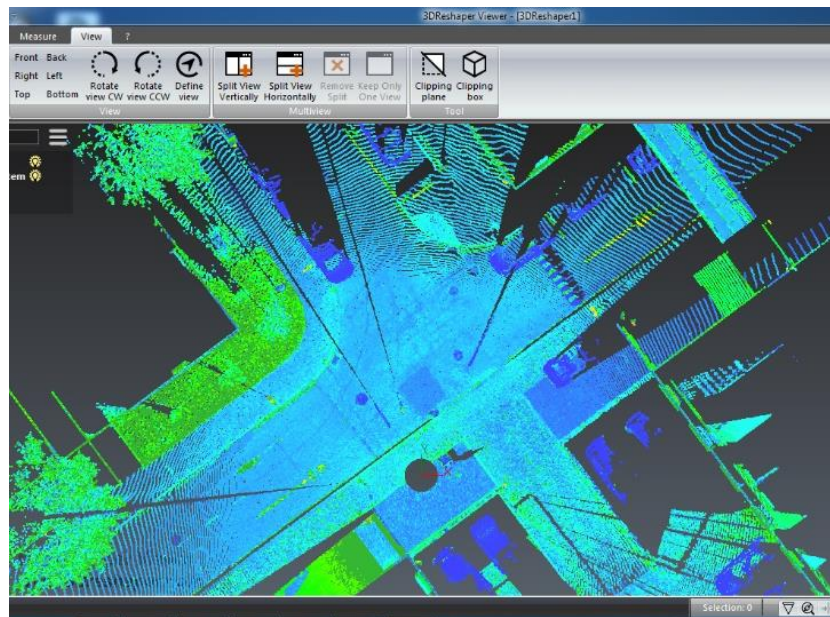 3DReshaper Viewer - [3DReshaper1]
Measure View ?
Front Back
Right Left
Top Bottom
Rotate view CW
Rotate view CCW
Define view
Split View Vertically
Split View Horizontally
Remove Split
Keep Only One View
Clipping plane
Clipping box
View
Multiview
Tool
tem
X
Selection: 0